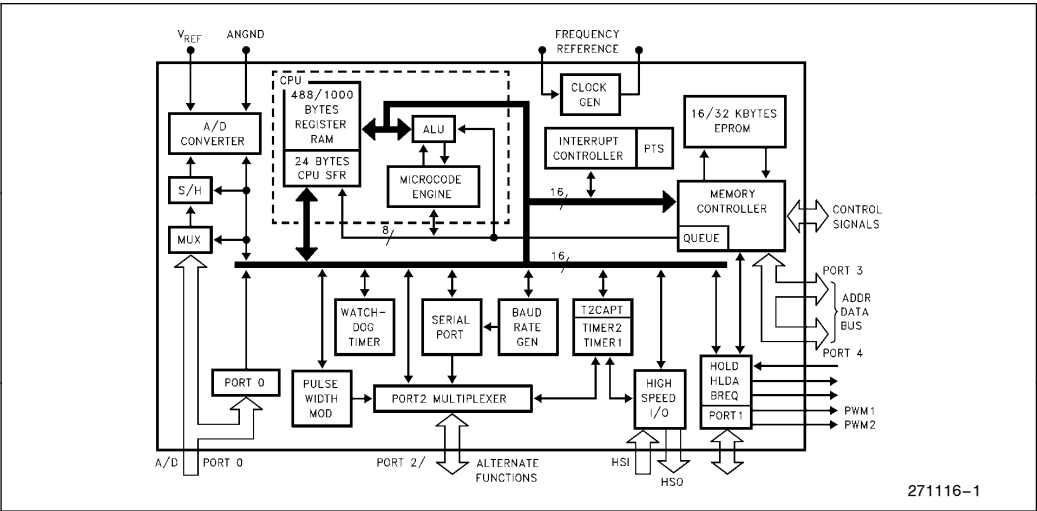 VREF
ANGND
FREQUENCY
REFERENCE
CPU
488/1000
BYTES
REGISTER
RAM
24 BYTES
CPU SFR
ALU
MICROCODE
ENGINE
CLOCK
GEN
16/32 KBYTES
EPROM
A/D
CONVERTER
INTERRUPT
CONTROLLER
PTS
S/H
MUX
16/
MEMORY
CONTROLLER
QUEUE
CONTROL
SIGNALS
8/
16/
PORT 3
ADDR
DATA
BUS
PORT 4
WATCH-
DOG
TIMER
SERIAL
PORT
BAUD
RATE
GEN
T2CAPT
TIMER2
TIMER1
PORT 0
PULSE
WIDTH
MOD
PORT2 MULTIPLEXER
HIGH
SPEED
I/O
HOLD
HLDA
BREQ
PORT1
PWM1
PWM2
A/D
PORT 0
PORT 2/
ALTERNATE
FUNCTIONS
HSI
HSO
271116-1